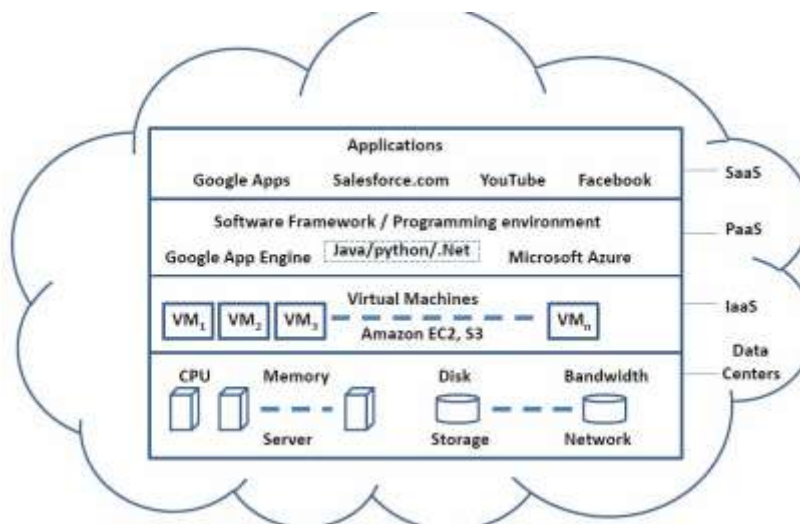 Applications
Google Apps Salesforce.com YouTube Facebook
SaaS
Software Framework / Programming environment
Google App Engine Java/python/.Net Microsoft Azure
PaaS
Virtual Machines
VM1 VM2 VM3 VMn
Amazon EC2, S3
IaaS
CPU Memory Disk Bandwidth
Server Storage Network
Data
Centers